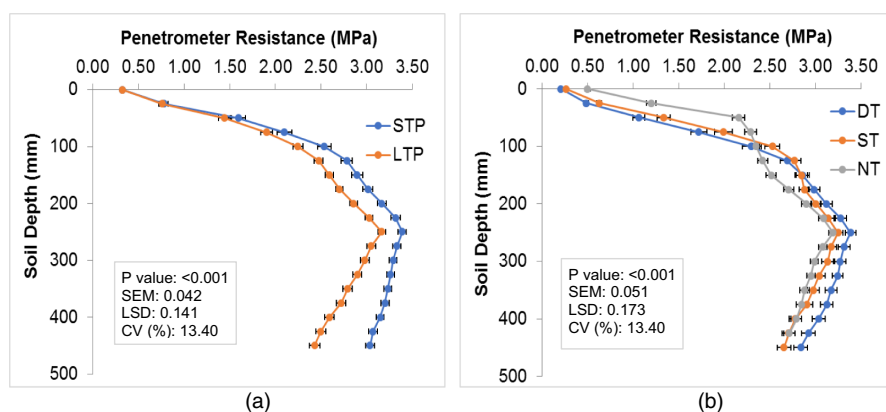 Penetrometer Resistance (MPa)
0.00 0.50 1.00 1.50 2.00 2.50 3.00 3.50
0
100
200
300
400
500
Soil Depth (mm)
STP
LTP
P value: <0.001
SEM: 0.042
LSD: 0.141
CV (%): 13.40
(a)
Penetrometer Resistance (MPa)
0.00 0.50 1.00 1.50 2.00 2.50 3.00 3.50
0
100
200
300
400
500
Soil Depth (mm)
DT
ST
NT
P value: <0.001
SEM: 0.051
LSD: 0.173
CV (%): 13.40
(b)